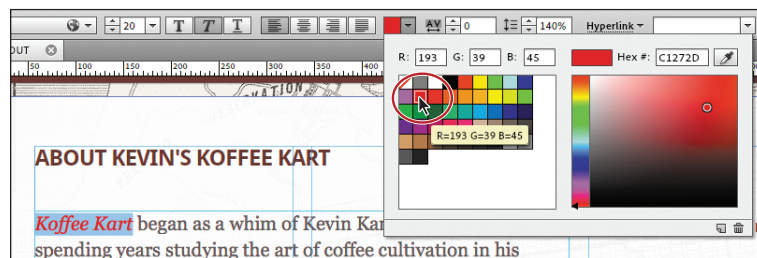 20 T T T 0 140% Hyperlink
OUT
50 100 150 200 250 300 350 400
R: 193 G: 39 B: 45 Hex #: C1272D
R=193 G=39 B=45
ABOUT KEVIN'S KOFFEE KART
Koffee Kart began as a whim of Kevin
spending years studying the art of coffee cultivation in his